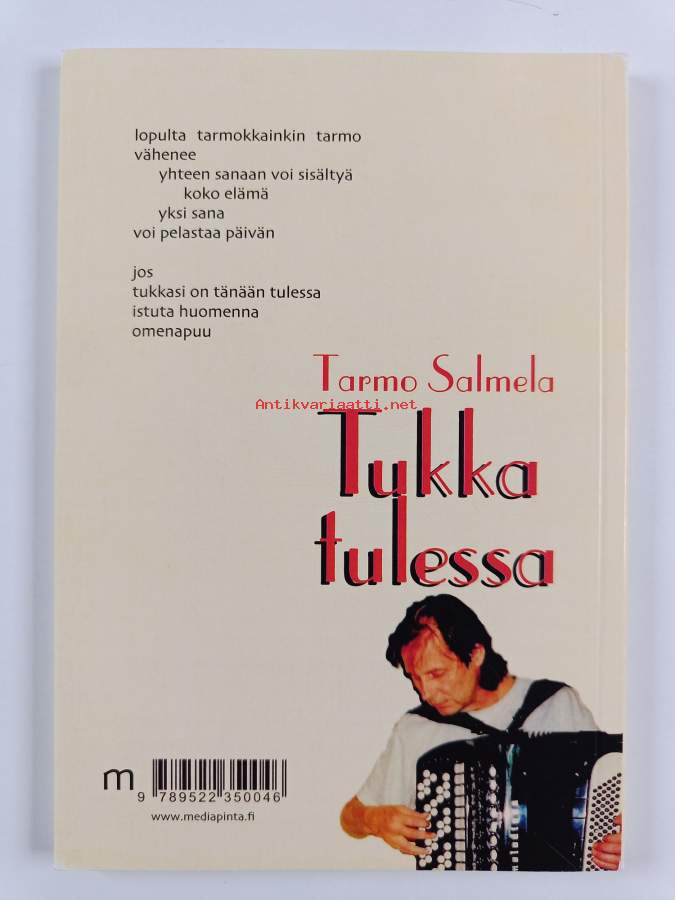 lopulta tarmokkainkin tarmo
vähenee
yhteen sanaan voi sisältyä
koko elämä
yksi sana
voi pelastaa päivän
jos
tukkasi on tänään tulessa
istuta huomenna
omenapuu
Tarmo Salmela
Antikvariaatti.net
Tukka
tulessa
m
9 789522 350046
www.mediapinta.fi